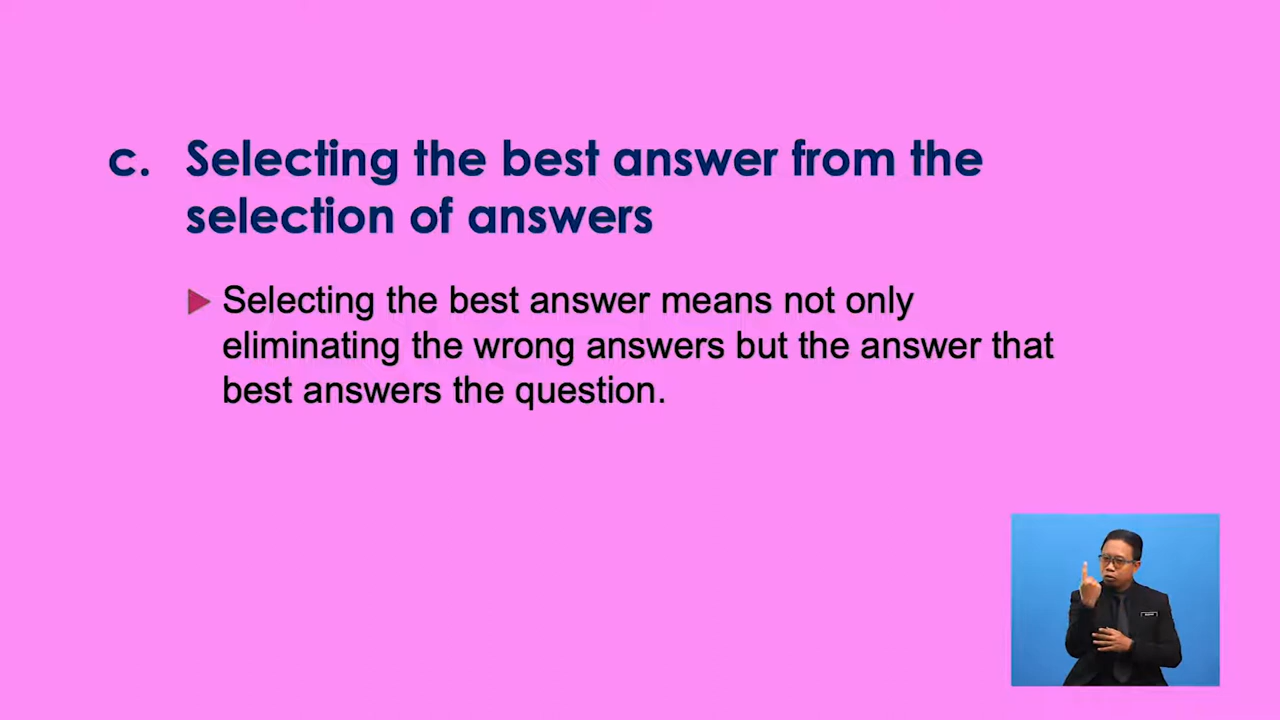 c. Selecting the best answer from the
selection of answers
Selecting the best answer means not only
eliminating the wrong answers but the answer that
best answers the question.